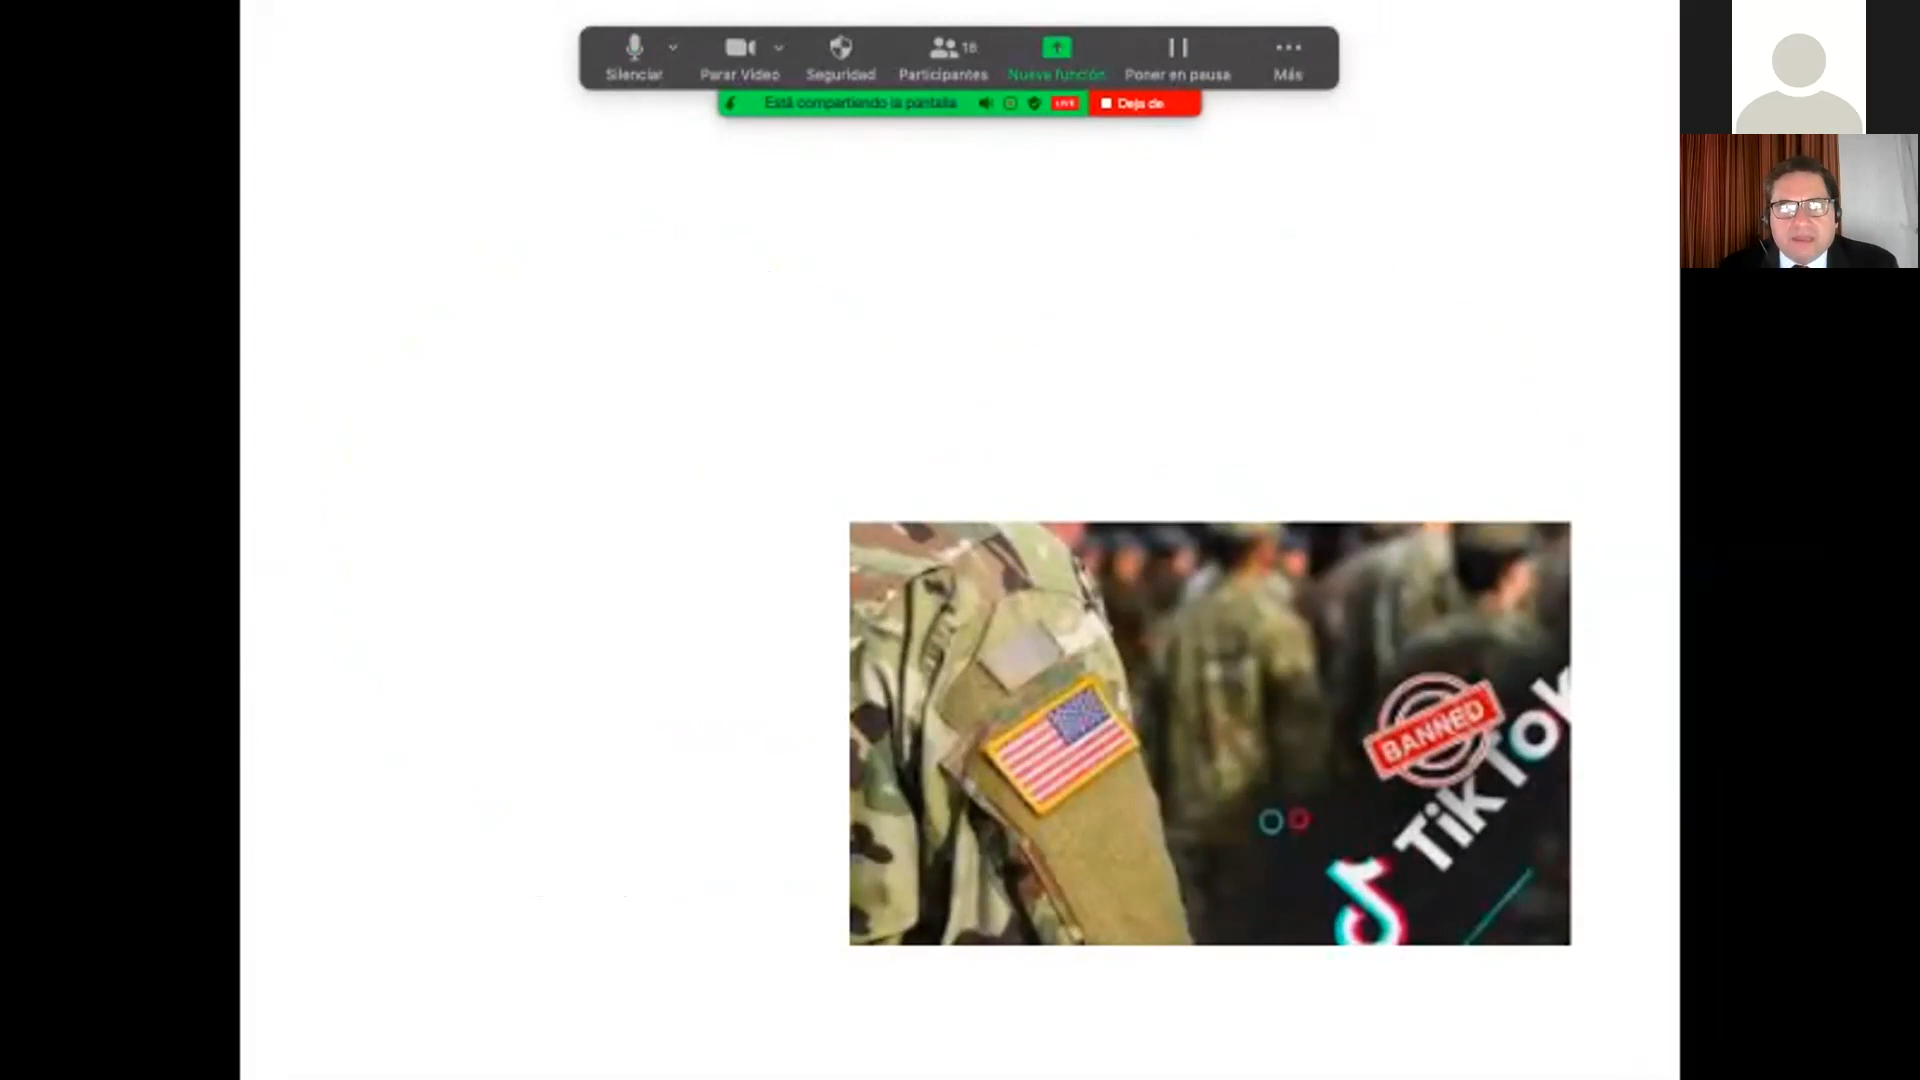 Silenciar Parar Video Seguridad Participantes 18 Nueva función Poner en pausa Más
Está compartiendo la pantalla LIVE Deja de
BANNED
TikTok